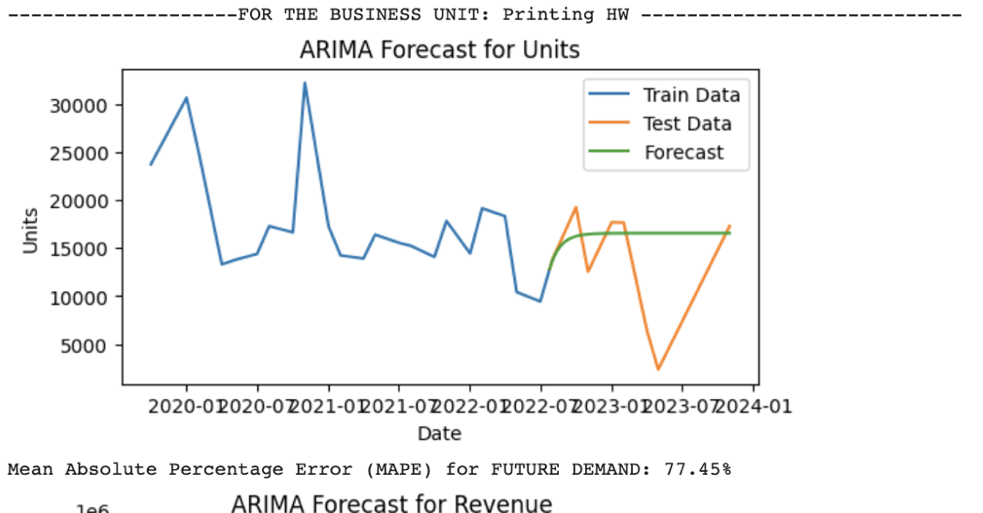 ----------------------FOR THE BUSINESS UNIT: Printing HW -------------------------------
ARIMA Forecast for Units
30000
25000
20000
15000
10000
5000
Units
Train Data
Test Data
Forecast
2020-01 2020-07 2021-01 2021-07 2022-01 2022-07 2023-01 2023-07 2024-01
Date
Mean Absolute Percentage Error (MAPE) for FUTURE DEMAND: 77.45%
1e6
ARIMA Forecast for Revenue